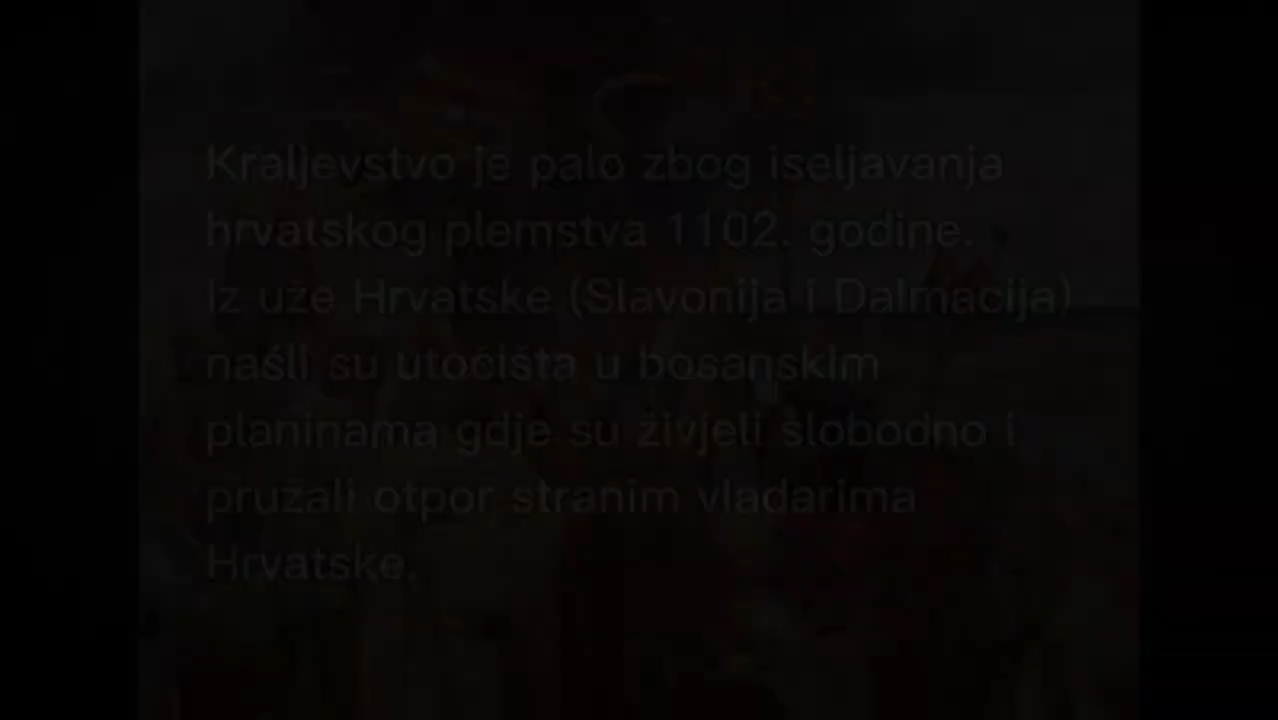 Kraljevstvo je palo zbog iseljavanja
hrvatskog plemstva 1102. godine.
Iz uže Hrvatske (Slavonija i Dalmacija)
našli su utočišta u bosanskim
planinama gdje su živjeli slobodno i
pružali otpor stranim vladarima
Hrvatske.